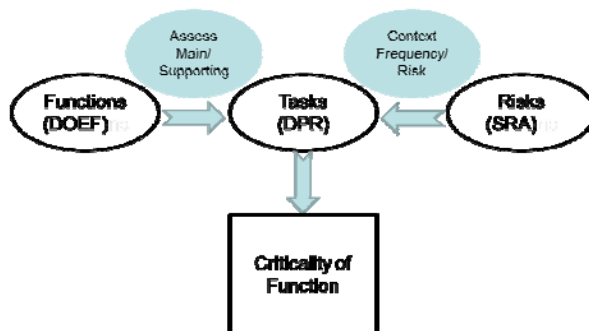 Assess
Main/
Supporting
Context
Frequency/
Risk
Functions
(DOEF)
Tasks
(DPR)
Risks
(SRA)
Criticality of
Function